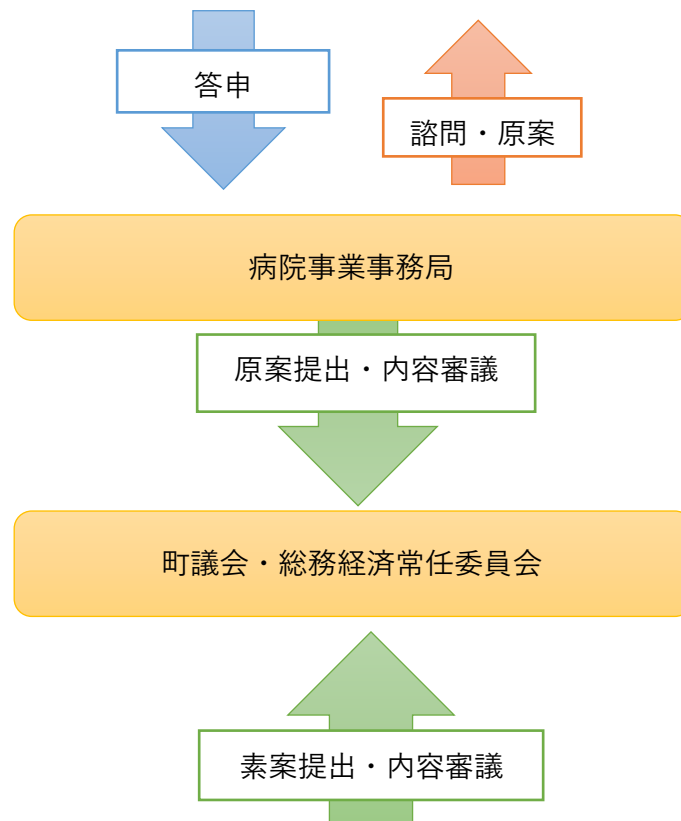 答申
諮問・原案
病院事業事務局
原案提出・内容審議
町議会・総務経済常任委員会
素案提出・内容審議